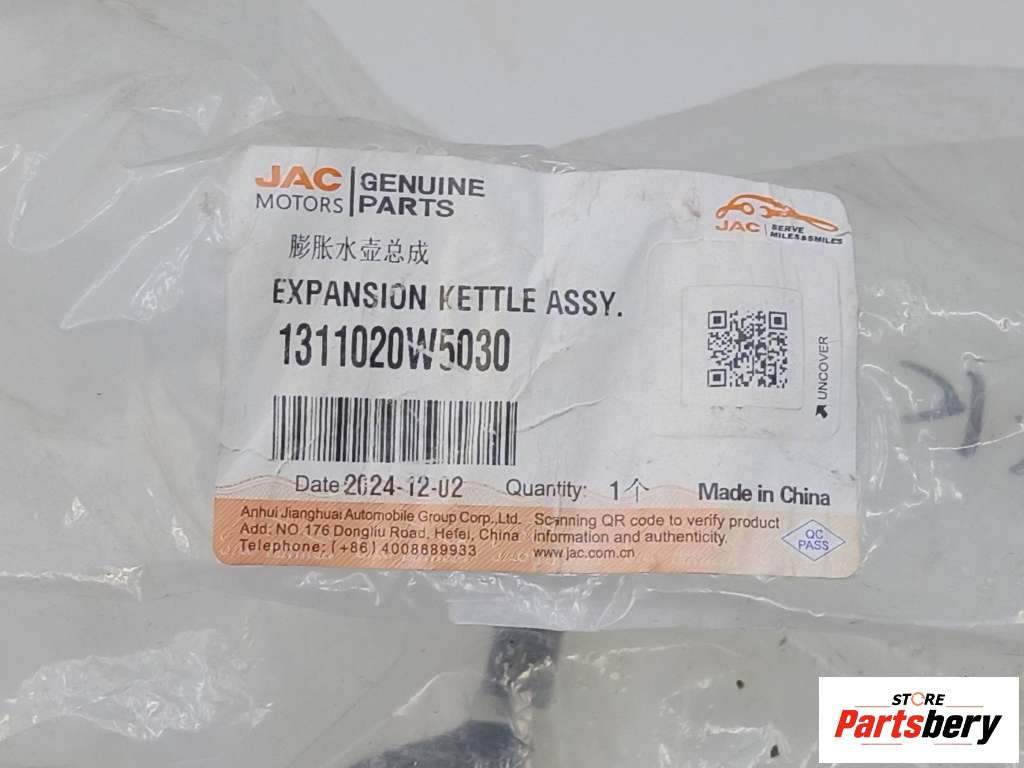 JAC MOTORS
GENUINE PARTS
JAC SERVE MILES&SMILES
膨胀水壶总成
EXPANSION KETTLE ASSY.
1311020W5030
UNCOVER
Date 2024-12-02 Quantity: 1个 Made in China
Anhui Jianghuai Automobile Group Corp., Ltd.
Add: NO 176 Dongliu Road, Hefei, China
Telephone: (+86) 4008889933
Scanning QR code to verify product
information and authenticity.
www.jac.com.cn
QC PASS
STORE
Partsbery